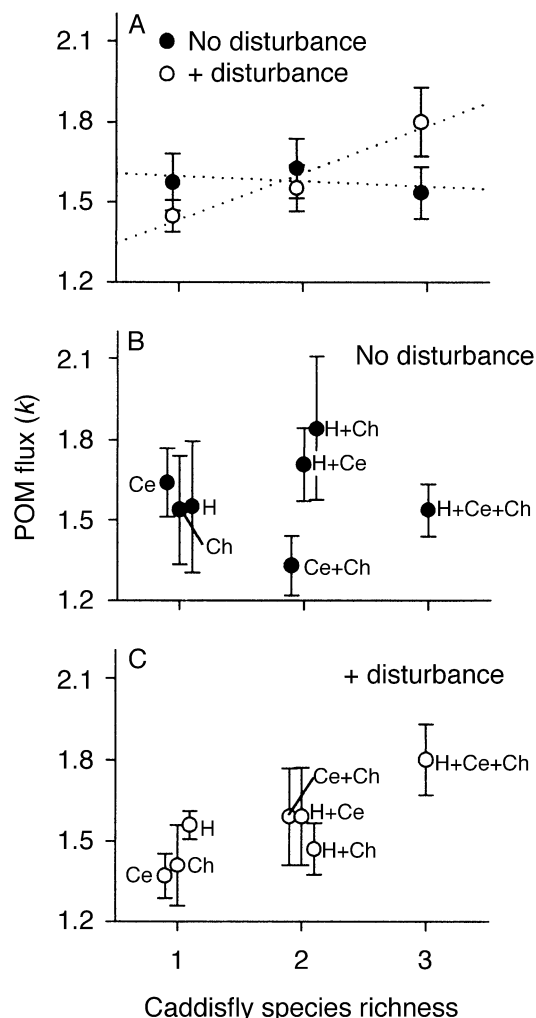 A
No disturbance
+ disturbance
2.1
1.8
1.5
1.2
B
No disturbance
2.1
1.8
1.5
1.2
Ce
H
Ch
H+Ch
H+Ce
Ce+Ch
H+Ce+Ch
POM flux (k)
C
+ disturbance
2.1
1.8
1.5
1.2
Ce
Ch
H
Ce+Ch
H+Ce
H+Ch
H+Ce+Ch
1 2 3
Caddisfly species richness